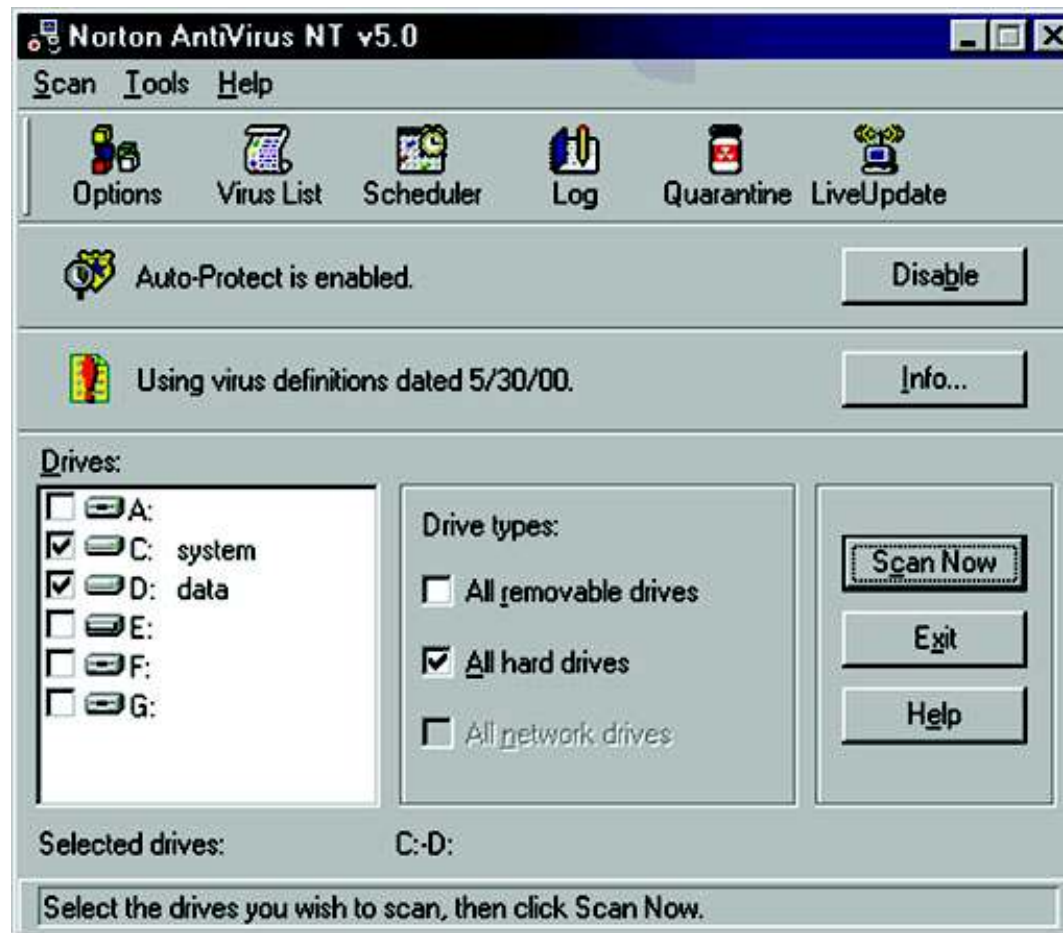 Norton AntiVirus NT v5.0
Scan Tools Help
Options Virus List Scheduler Log Quarantine LiveUpdate
Auto-Protect is enabled.
Disable
Using virus definitions dated 5/30/00.
Info...
Drives:
A:
C: system
D: data
E:
F:
G:
Drive types:
All removable drives
All hard drives
All network drives
Scan Now
Exit
Help
Selected drives: C:-D:
Select the drives you wish to scan, then click Scan Now.